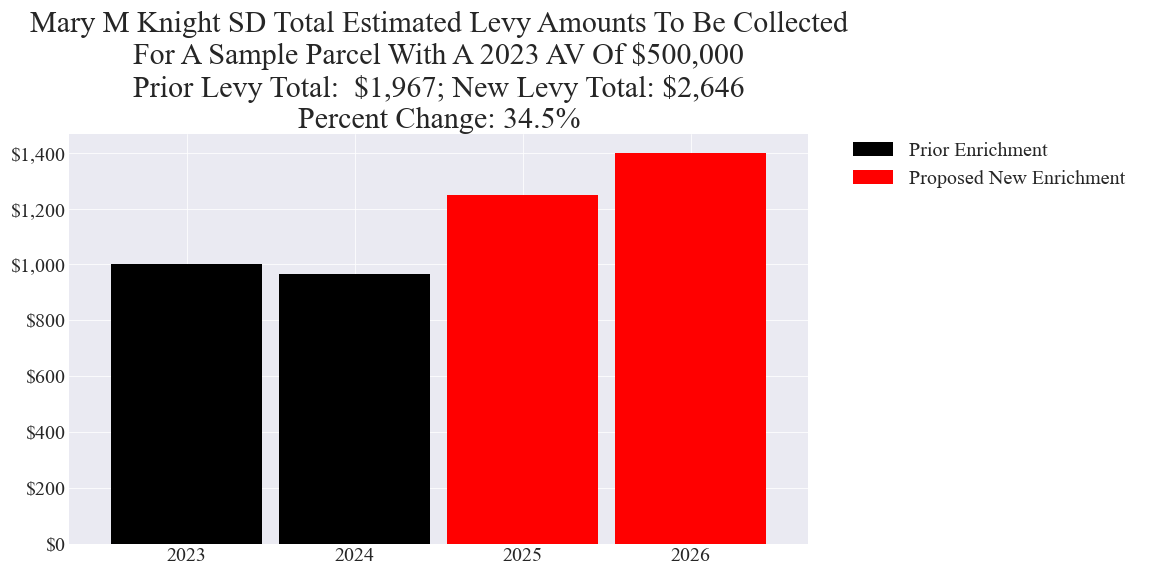 Mary M Knight SD Total Estimated Levy Amounts To Be Collected
For A Sample Parcel With A 2023 AV Of $500,000
Prior Levy Total:  $1,967; New Levy Total: $2,646
Percent Change: 34.5%
$1,400
$1,200
$1,000
$800
$600
$400
$200
$0
2023 2024 2025 2026
Prior Enrichment
Proposed New Enrichment